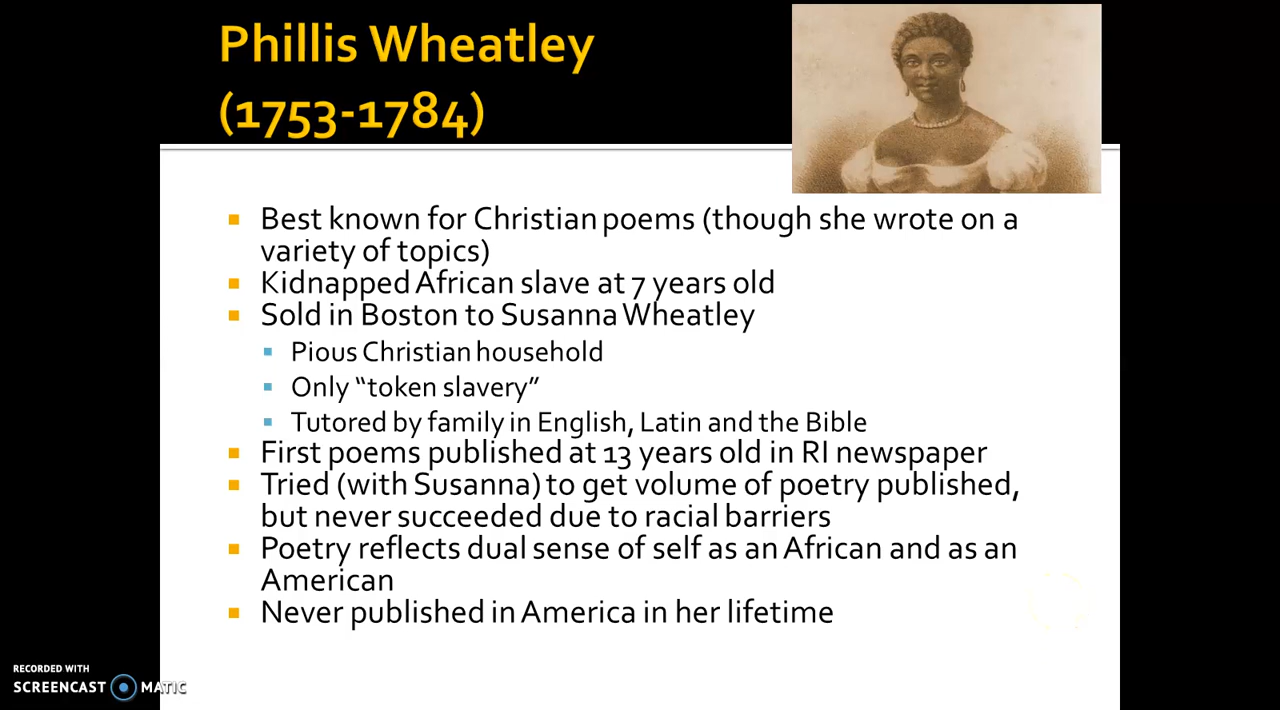 Phillis Wheatley
(1753-1784)
Best known for Christian poems (though she wrote on a
variety of topics)
Kidnapped African slave at 7 years old
Sold in Boston to Susanna Wheatley
Pious Christian household
Only “token slavery”
Tutored by family in English, Latin and the Bible
First poems published at 13 years old in RI newspaper
Tried (with Susanna) to get volume of poetry published,
but never succeeded due to racial barriers
Poetry reflects dual sense of self as an African and as an
American
Never published in America in her lifetime
RECORDED WITH
SCREENCAST MATIC